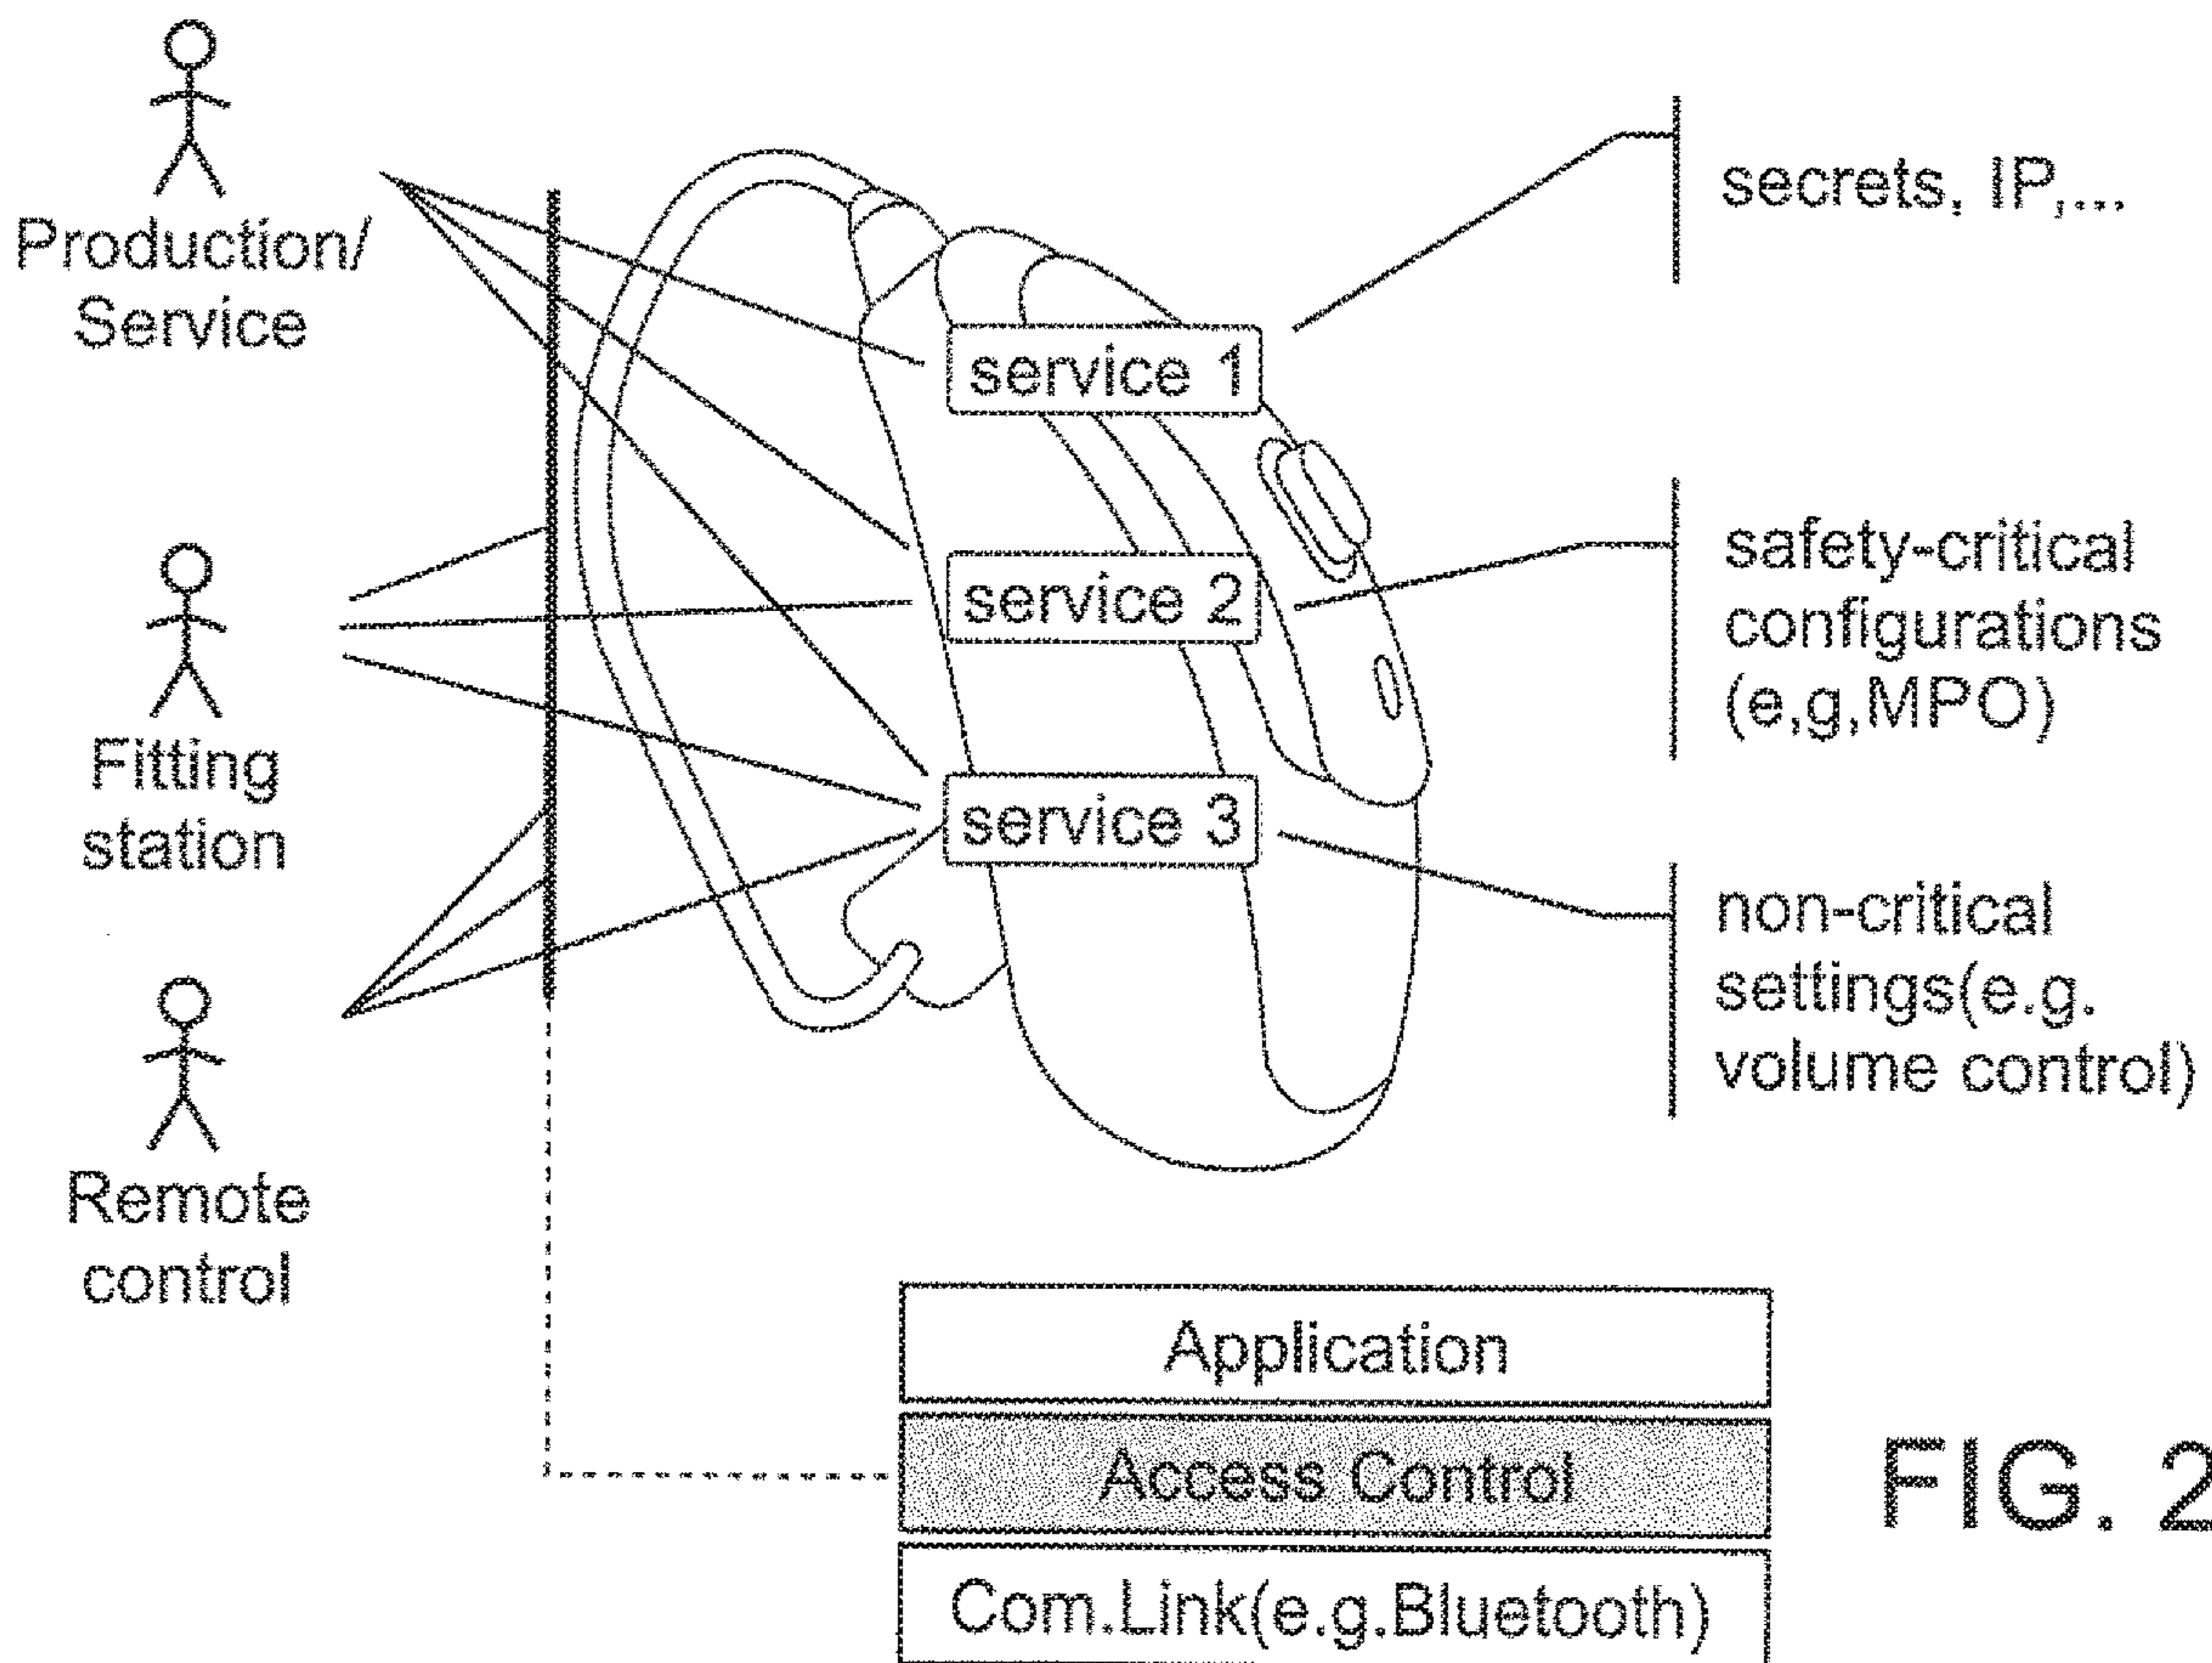 Production/
Service
Fitting
station
Remote
control
service 1
service 2
service 3
secrets, IP,...
safety-critical
configurations
(e,g,MPO)
non-critical
settings(e.g.
volume control)
Application
Access Control
Com.Link(e.g.Bluetooth)
FIG. 2